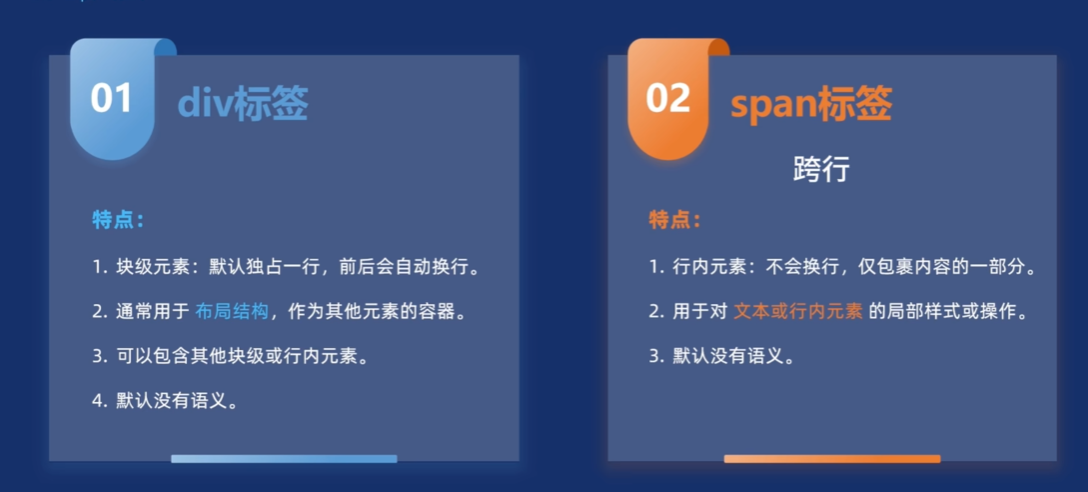 01
div标签
特点：
1. 块级元素：默认独占一行，前后会自动换行。
2. 通常用于 布局结构，作为其他元素的容器。
3. 可以包含其他块级或行内元素。
4. 默认没有语义。
02
span标签
跨行
特点：
1. 行内元素：不会换行，仅包裹内容的一部分。
2. 用于对 文本或行内元素 的局部样式或操作。
3. 默认没有语义。